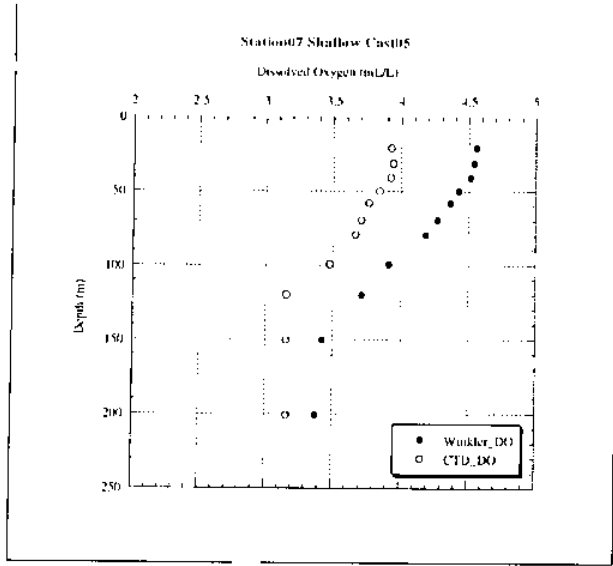 Station07 Shallow Cast05
Dissolved Oxygen (mL/L)
2 2.5 3 3.5 4 4.5 5
0
50
100
Depth (m)
150
200
250
Winkler_DO
CTD_DO